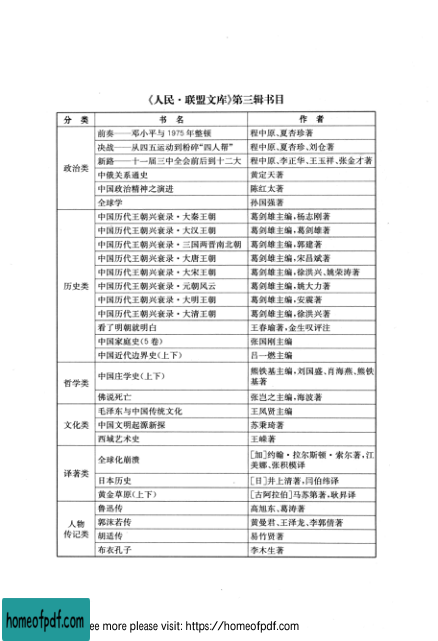 《人民·联盟文库》第三辑书目
分 类 书 名 作 者
政治类
前奏——邓小平与1975年整顿 程中原、夏杏珍著
决战——从四五运动到粉碎“四人帮” 程中原、夏杏珍、刘仓著
新路——十一届三中全会前后到十二大 程中原、李正华、王玉祥、张金才著
中俄关系通史 黄定天著
中国政治精神之演进 陈红太著
全球学 孙国强著
历史类
中国历代王朝兴衰录·大秦王朝 葛剑雄主编,杨志刚著
中国历代王朝兴衰录·大汉王朝 葛剑雄主编,葛剑雄著
中国历代王朝兴衰录·三国两晋南北朝 葛剑雄主编,郭建著
中国历代王朝兴衰录·大唐王朝 葛剑雄主编,宋昌斌著
中国历代王朝兴衰录·大宋王朝 葛剑雄主编,徐洪兴、姚荣涛著
中国历代王朝兴衰录·元朝风云 葛剑雄主编,姚大力著
中国历代王朝兴衰录·大明王朝 葛剑雄主编,安震著
中国历代王朝兴衰录·大清王朝 葛剑雄主编,徐洪兴著
看了明朝就明白 王春瑜著,金生叹评注
中国家庭史(5卷) 张国刚主编
中国近代边界史(上下) 吕一燃主编
哲学类
中国庄学史(上下) 熊铁基主编,刘国盛、肖海燕、熊铁
基著
佛说死亡 张岂之主编,海波著
文化类
毛泽东与中国传统文化 王凤贤主编
中国文明起源新探 苏秉琦著
西域艺术史 王嵘著
译著类
全球化崩溃 [加]约翰·拉尔斯顿·索尔著,江
美娜、张积模译
日本历史 [日]井上清著,闫伯纬译
黄金草原(上下) [古阿拉伯]马苏第著,耿昇译
人物
传记类
鲁迅传 高旭东、葛涛著
郭沫若传 黄曼君、王泽龙、李郭倩著
胡适传 易竹贤著
布衣孔子 李木生著
homeofpdf.com
ee more please visit: https://homeofpdf.com